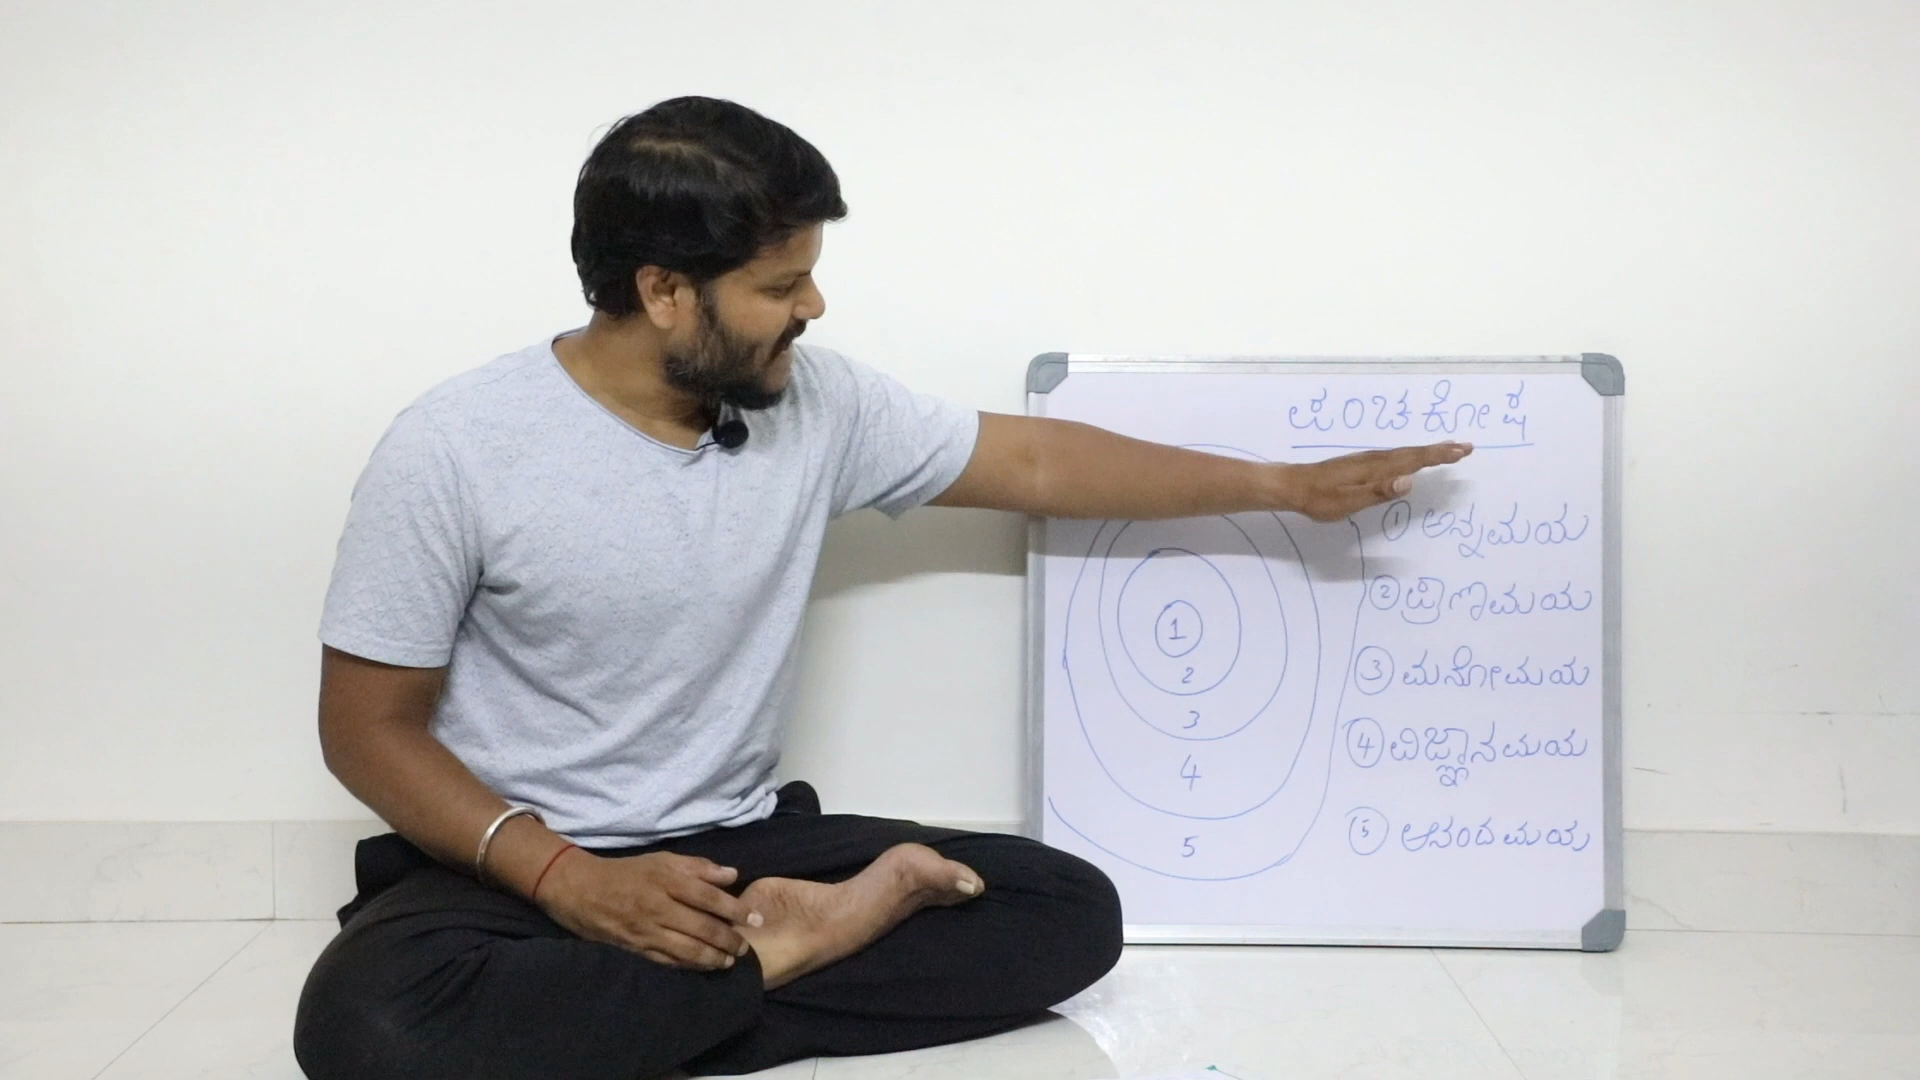 ಪಂಚಕೋಷ
① ಅನ್ನಮಯ
② ಪ್ರಾಣಮಯ
③ ಮನೋಮಯ
④ ವಿಜ್ಞಾನಮಯ
⑤ ಆನಂದಮಯ
1
2
3
4
5